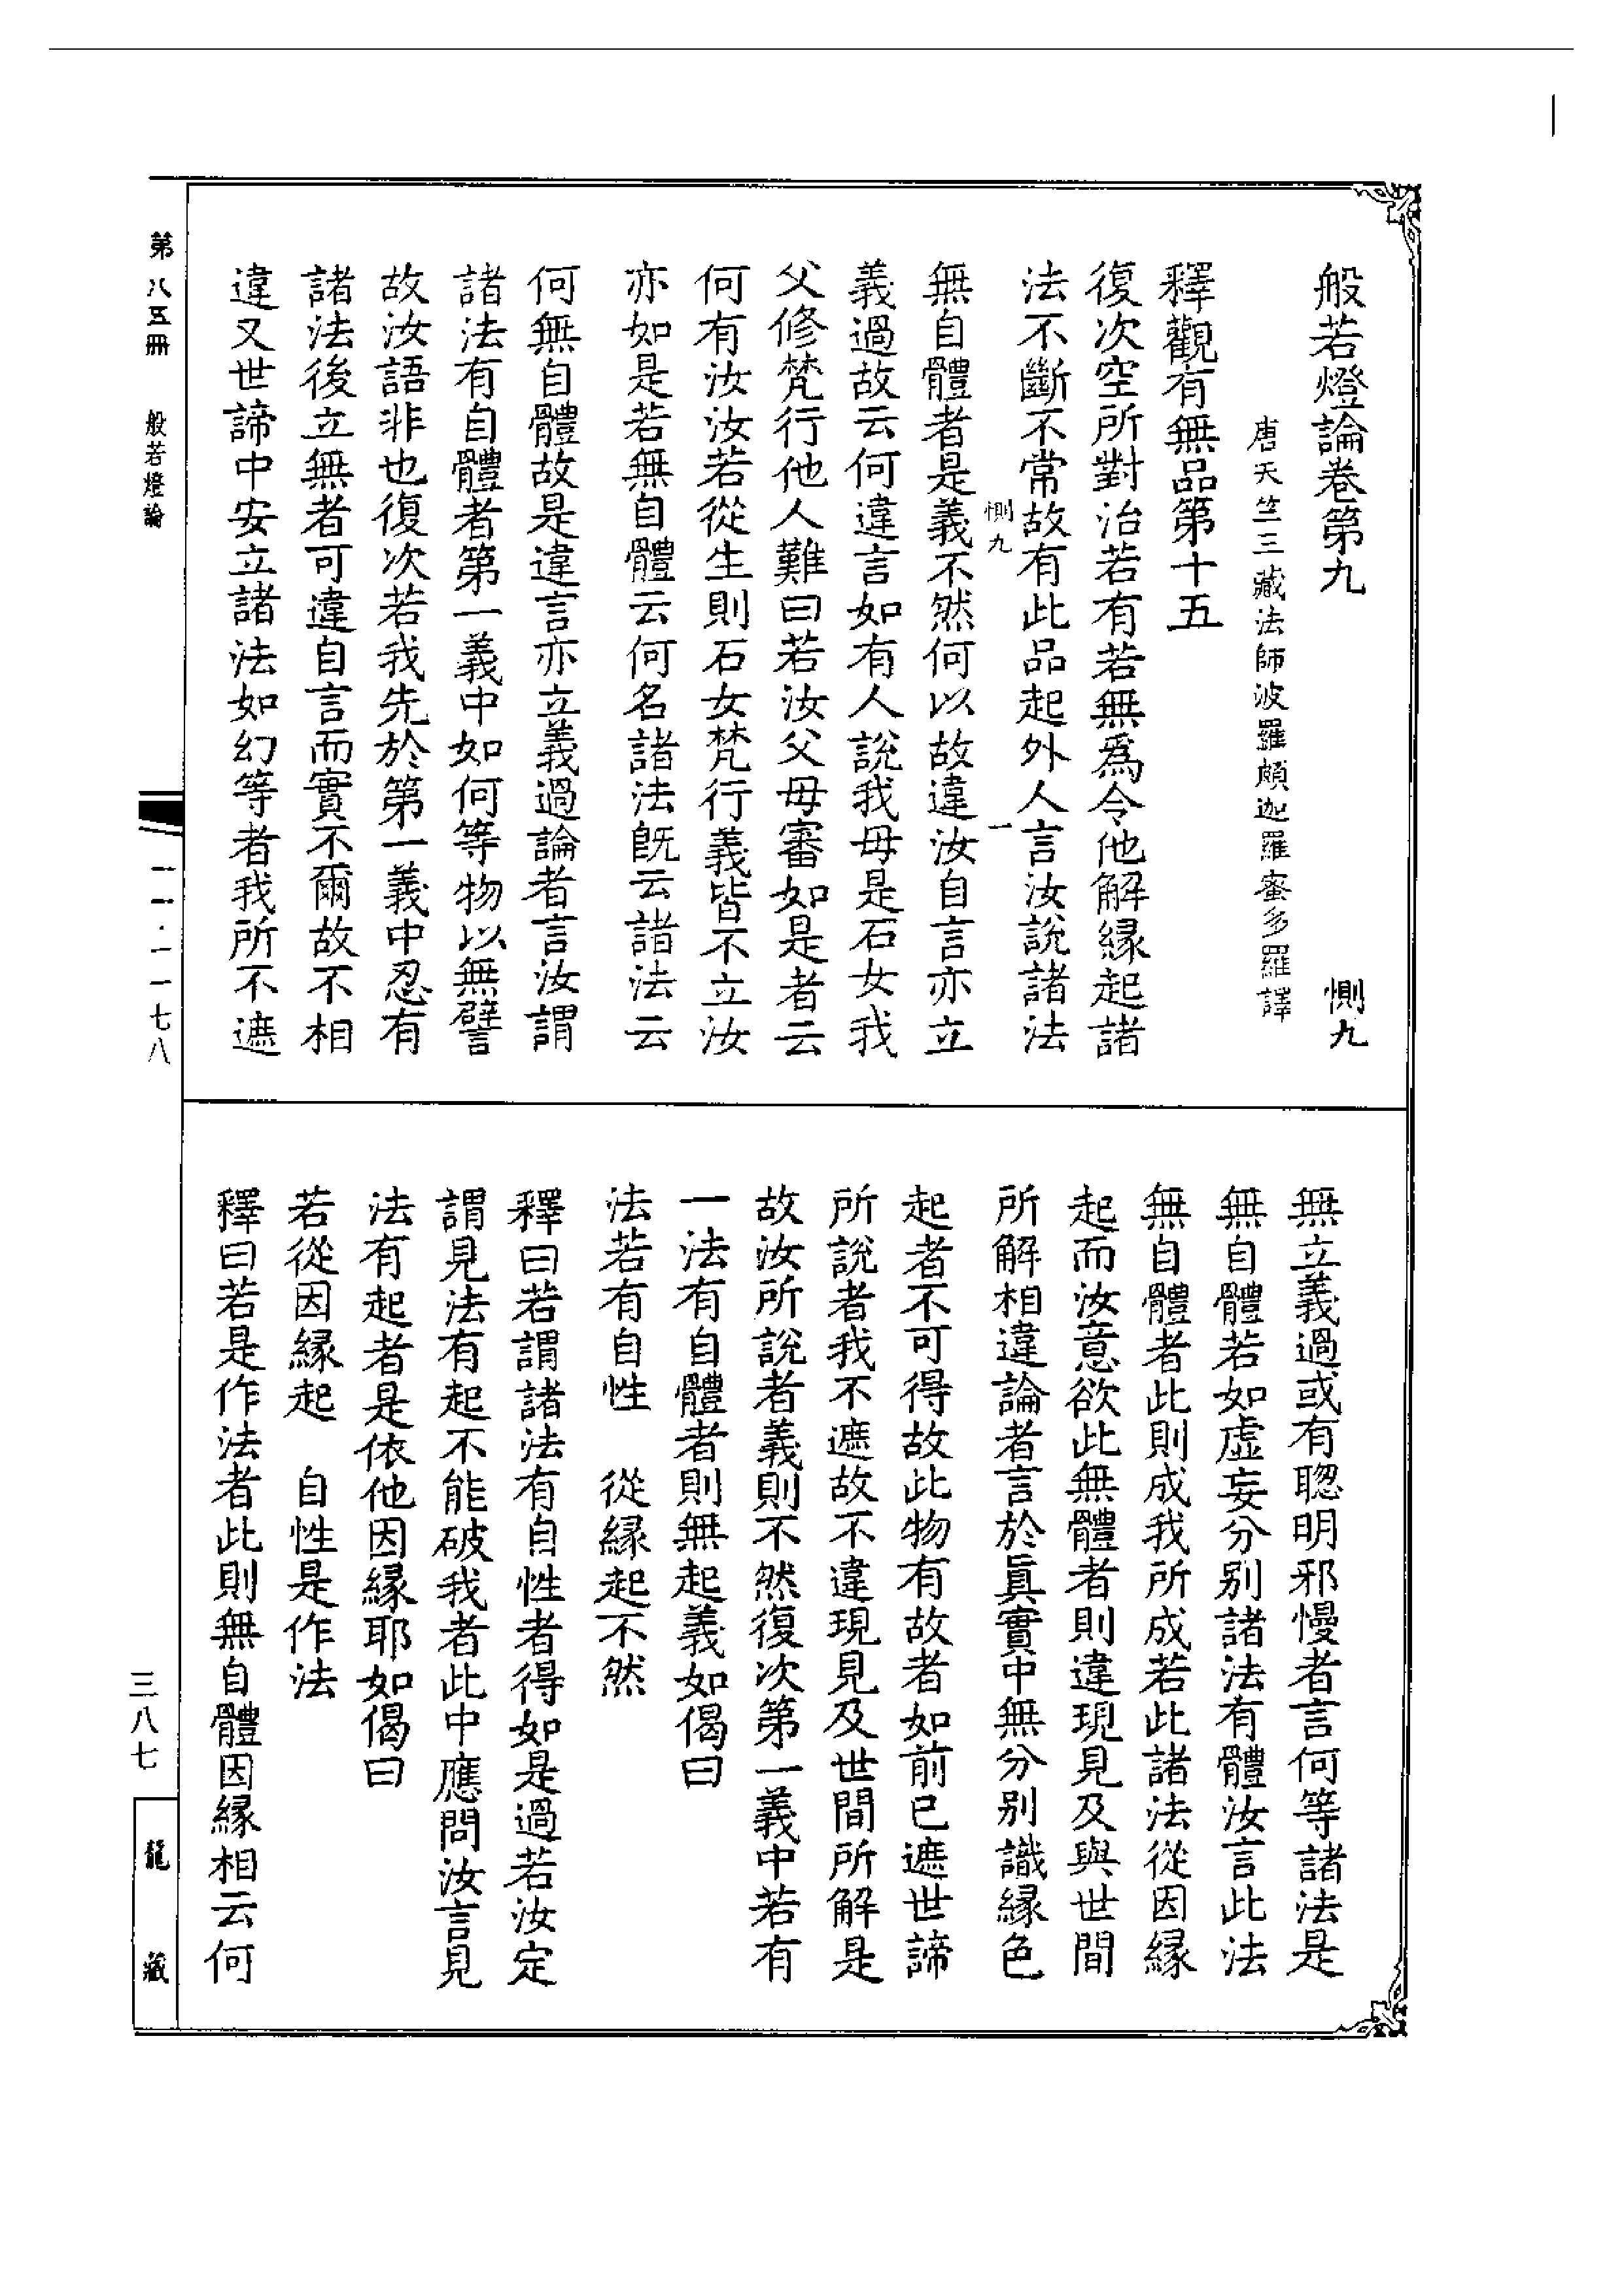 般若燈論卷第九　惻九
唐天竺三藏法師波羅頗迦羅蜜多羅譯
釋觀有無品第十五
復次空所對治若有若無爲令他解緣起諸
法不斷不常故有此品起外人言汝說諸法
惻九　一
無自體者是義不然何以故違汝自言亦立
義過故云何違言如有人說我母是石女我
父修梵行他人難曰若汝父母審如是者云
何有汝汝若從生則石女梵行義皆不立汝
亦如是若無自體云何名諸法旣云諸法云
何無自體故是違言亦立義過論者言汝謂
諸法有自體者第一義中如何等物以無譬
故汝語非也復次若我先於第一義中忍有
諸法後立無者可違自言而實不爾故不相
違又世諦中安立諸法如幻等者我所不遮
無立義過或有聰明邪慢者言何等諸法是
無自體若如虛妄分别諸法有體汝言此法
無自體者此則成我所成若此諸法從因緣
起而汝意欲此無體者則違現見及與世間
所解相違論者言於眞實中無分别識緣色
起者不可得故此物有故者如前已遮世諦
所說者我不遮故不違現見及世間所解是
故汝所說者義則不然復次第一義中若有
一法有自體者則無起義如偈曰
法若有自性　從緣起不然
釋曰若謂諸法有自性者得如是過若汝定
謂見法有起不能破我者此中應問汝言見
法有起者是依他因緣耶如偈曰
若從因緣起　自性是作法
釋曰若是作法者此則無自體因緣相云何
第八五冊　般若燈論
一一·一一七八
三八七
龍藏